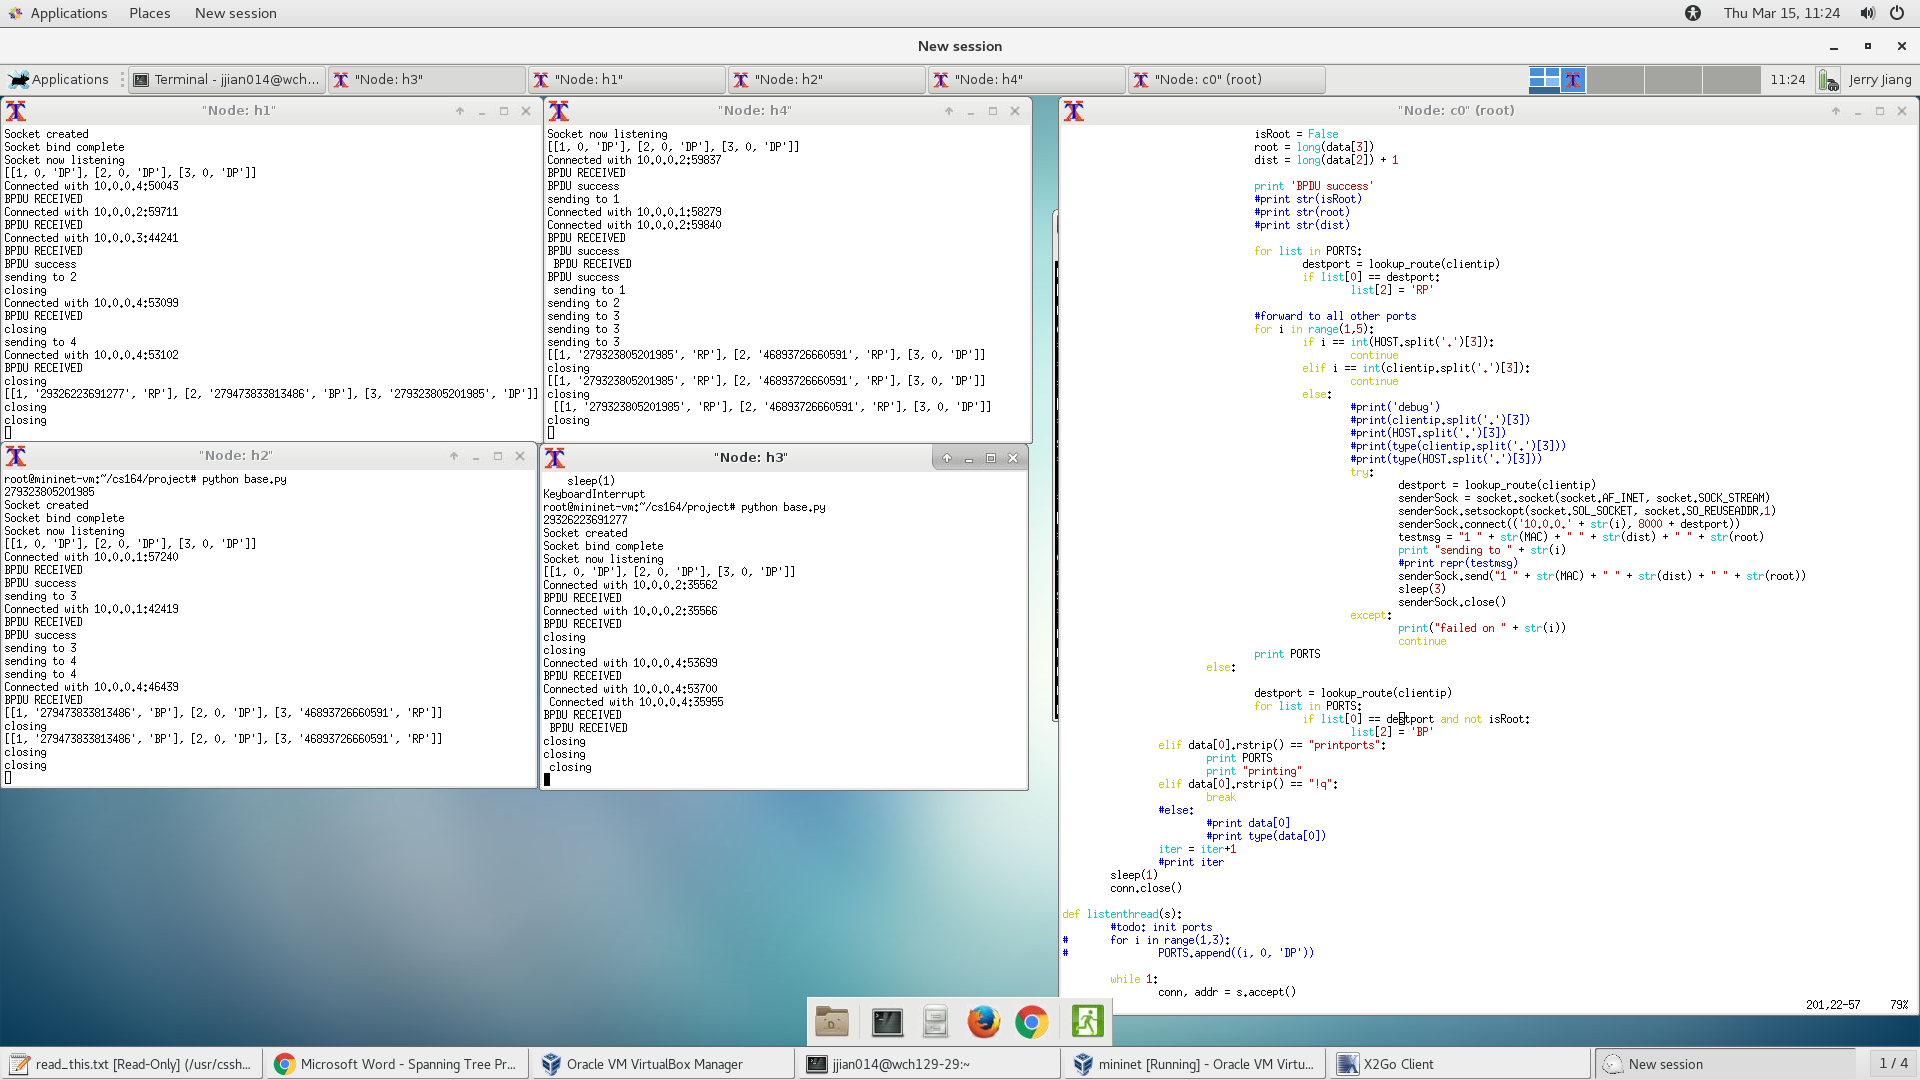 Applications Places New session Thu Mar 15, 11:24
New session
Applications Terminal - jjian014@wch... "Node: h3" "Node: h1" "Node: h2" "Node: h4" "Node: c0" (root) 11:24 Jerry Jiang
"Node: h1"
Socket created
Socket bind complete
Socket now listening
[[1, 0, 'DP'], [2, 0, 'DP'], [3, 0, 'DP']]
Connected with 10.0.0.4:50043
BPDU RECEIVED
Connected with 10.0.0.2:59711
BPDU RECEIVED
Connected with 10.0.0.3:44241
BPDU RECEIVED
BPDU success
sending to 2
closing
Connected with 10.0.0.4:53099
BPDU RECEIVED
closing
sending to 4
Connected with 10.0.0.4:53102
BPDU RECEIVED
closing
[[1, '29326223691277', 'RP'], [2, '279473833813486', 'BP'], [3, '279323805201985', 'DP']]
closing
closing
"Node: h4"
Socket now listening
[[1, 0, 'DP'], [2, 0, 'DP'], [3, 0, 'DP']]
Connected with 10.0.0.2:59837
BPDU RECEIVED
BPDU success
sending to 1
Connected with 10.0.0.1:58279
Connected with 10.0.0.2:59840
BPDU RECEIVED
BPDU success
BPDU RECEIVED
BPDU success
sending to 1
sending to 2
sending to 3
sending to 3
sending to 3
[[1, '279323805201985', 'RP'], [2, '46893726660591', 'RP'], [3, 0, 'DP']]
closing
[[1, '279323805201985', 'RP'], [2, '46893726660591', 'RP'], [3, 0, 'DP']]
closing
[[1, '279323805201985', 'RP'], [2, '46893726660591', 'RP'], [3, 0, 'DP']]
closing
"Node: h2"
root@mininet-vm:~/cs164/project# python base.py
279323805201985
Socket created
Socket bind complete
Socket now listening
[[1, 0, 'DP'], [2, 0, 'DP'], [3, 0, 'DP']]
Connected with 10.0.0.1:57240
BPDU RECEIVED
BPDU success
sending to 3
Connected with 10.0.0.1:42419
BPDU RECEIVED
BPDU success
sending to 3
sending to 4
sending to 4
Connected with 10.0.0.4:46439
BPDU RECEIVED
[[1, '279473833813486', 'BP'], [2, 0, 'DP'], [3, '46893726660591', 'RP']]
closing
[[1, '279473833813486', 'BP'], [2, 0, 'DP'], [3, '46893726660591', 'RP']]
closing
closing
"Node: h3"
sleep(1)
KeyboardInterrupt
root@mininet-vm:~/cs164/project# python base.py
29326223691277
Socket created
Socket bind complete
Socket now listening
[[1, 0, 'DP'], [2, 0, 'DP'], [3, 0, 'DP']]
Connected with 10.0.0.2:35562
BPDU RECEIVED
Connected with 10.0.0.2:35566
BPDU RECEIVED
closing
closing
Connected with 10.0.0.4:53699
BPDU RECEIVED
Connected with 10.0.0.4:53700
Connected with 10.0.0.4:35955
BPDU RECEIVED
BPDU RECEIVED
closing
closing
closing
"Node: c0" (root)
isRoot = False
root = long(data[3])
dist = long(data[2]) + 1
print 'BPDU success'
#print str(isRoot)
#print str(root)
#print str(dist)
for list in PORTS:
destport = lookup_route(clientip)
if list[0] == destport:
list[2] = 'RP'
#forward to all other ports
for i in range(1,5):
if i == int(HOST.split('.')[3]):
continue
elif i == int(clientip.split('.')[3]):
continue
else:
#print('debug')
#print(clientip.split('.')[3])
#print(HOST.split('.')[3])
#print(type(clientip.split('.')[3]))
#print(type(HOST.split('.')[3]))
try:
destport = lookup_route(clientip)
senderSock = socket.socket(socket.AF_INET, socket.SOCK_STREAM)
senderSock.setsockopt(socket.SOL_SOCKET, socket.SO_REUSEADDR,1)
senderSock.connect(('10.0.0.' + str(i), 8000 + destport))
testmsg = "1 " + str(MAC) + " " + str(dist) + " " + str(root)
print "sending to " + str(i)
#print repr(testmsg)
senderSock.send("1 " + str(MAC) + " " + str(dist) + " " + str(root))
sleep(3)
senderSock.close()
except:
print("failed on " + str(i))
continue
print PORTS
else:
destport = lookup_route(clientip)
for list in PORTS:
if list[0] == destport and not isRoot:
list[2] = 'BP'
elif data[0].rstrip() == "printports":
print PORTS
print "printing"
elif data[0].rstrip() == "!q":
break
#else:
#print data[0]
#print type(data[0])
iter = iter+1
#print iter
sleep(1)
conn.close()
def listenthread(s):
#todo: init ports
# for i in range(1,3):
# PORTS.append((i, 0, 'DP'))
while 1:
conn, addr = s.accept()
201,22-57 79%
read_this.txt [Read-Only] (/usr/cssh... Microsoft Word - Spanning Tree Pr... Oracle VM VirtualBox Manager jjian014@wch129-29:~ mininet [Running] - Oracle VM Virtu... X2Go Client New session 1 / 4